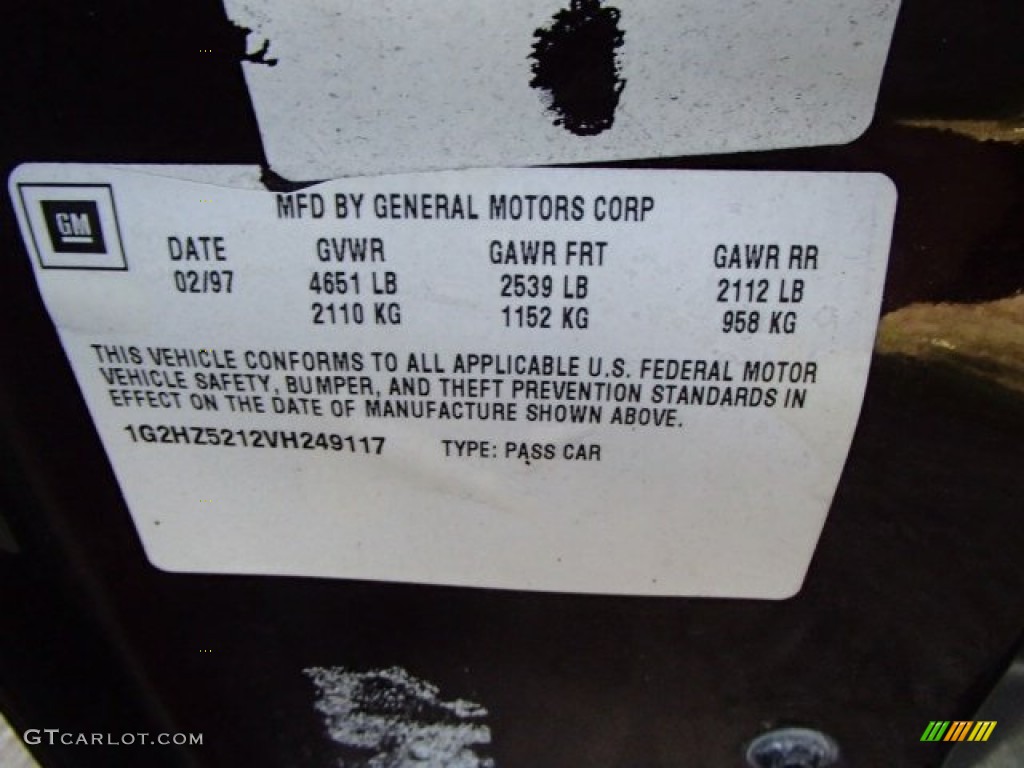 GM
MFD BY GENERAL MOTORS CORP
DATE GVWR GAWR FRT GAWR RR
02/97 4651 LB 2539 LB 2112 LB
2110 KG 1152 KG 958 KG
THIS VEHICLE CONFORMS TO ALL APPLICABLE U.S. FEDERAL MOTOR
VEHICLE SAFETY, BUMPER, AND THEFT PREVENTION STANDARDS IN
EFFECT ON THE DATE OF MANUFACTURE SHOWN ABOVE.
1G2HZ5212VH249117 TYPE: PASS CAR
GTCARLOT.COM